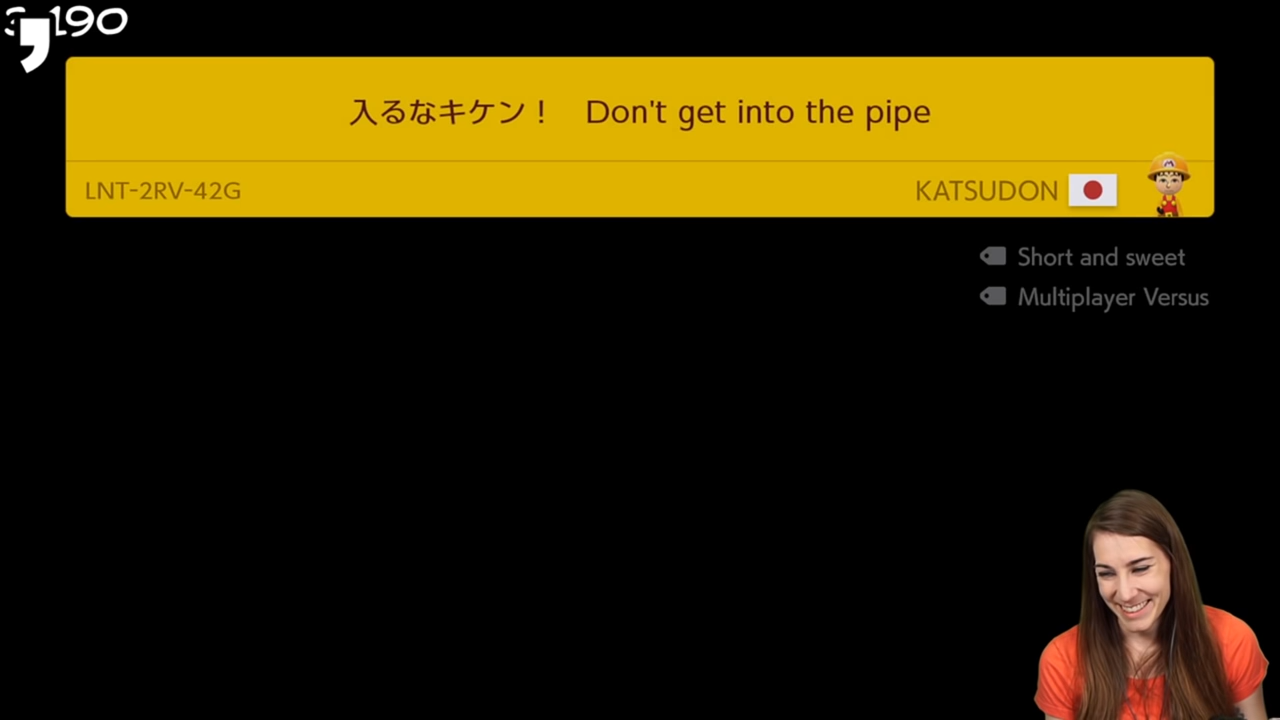 190
入るなキケン！ Don't get into the pipe
LNT-2RV-42G
KATSUDON
Short and sweet
Multiplayer Versus